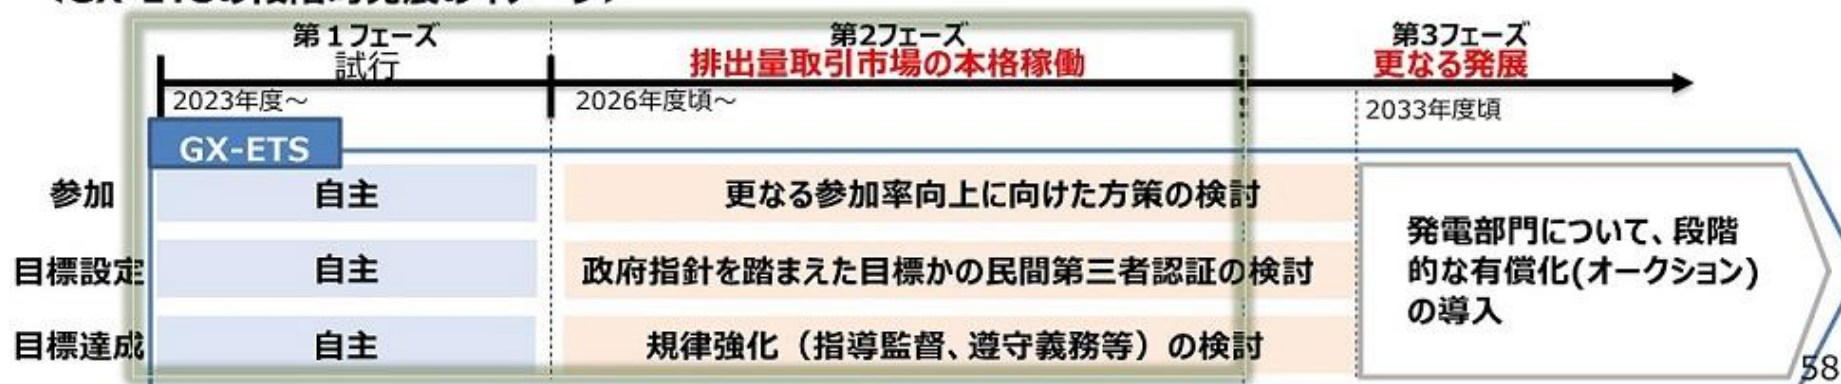 第１フェーズ
試行
第2フェーズ
排出量取引市場の本格稼働
第3フェーズ
更なる発展
2023年度～
2026年度頃～
2033年度頃
GX-ETS
参加
自主
更なる参加率向上に向けた方策の検討
発電部門について、段階
的な有償化(オークション)
の導入
目標設定
自主
政府指針を踏まえた目標かの民間第三者認証の検討
目標達成
自主
規律強化（指導監督、遵守義務等）の検討
58